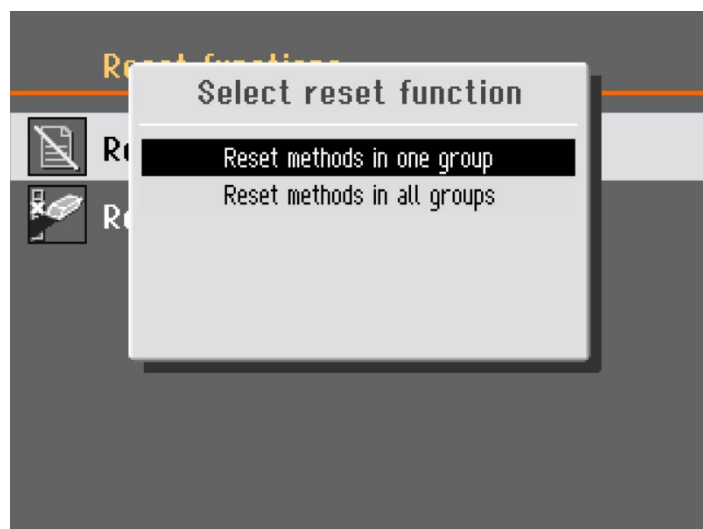 Select reset function
Reset methods in one group
Reset methods in all groups